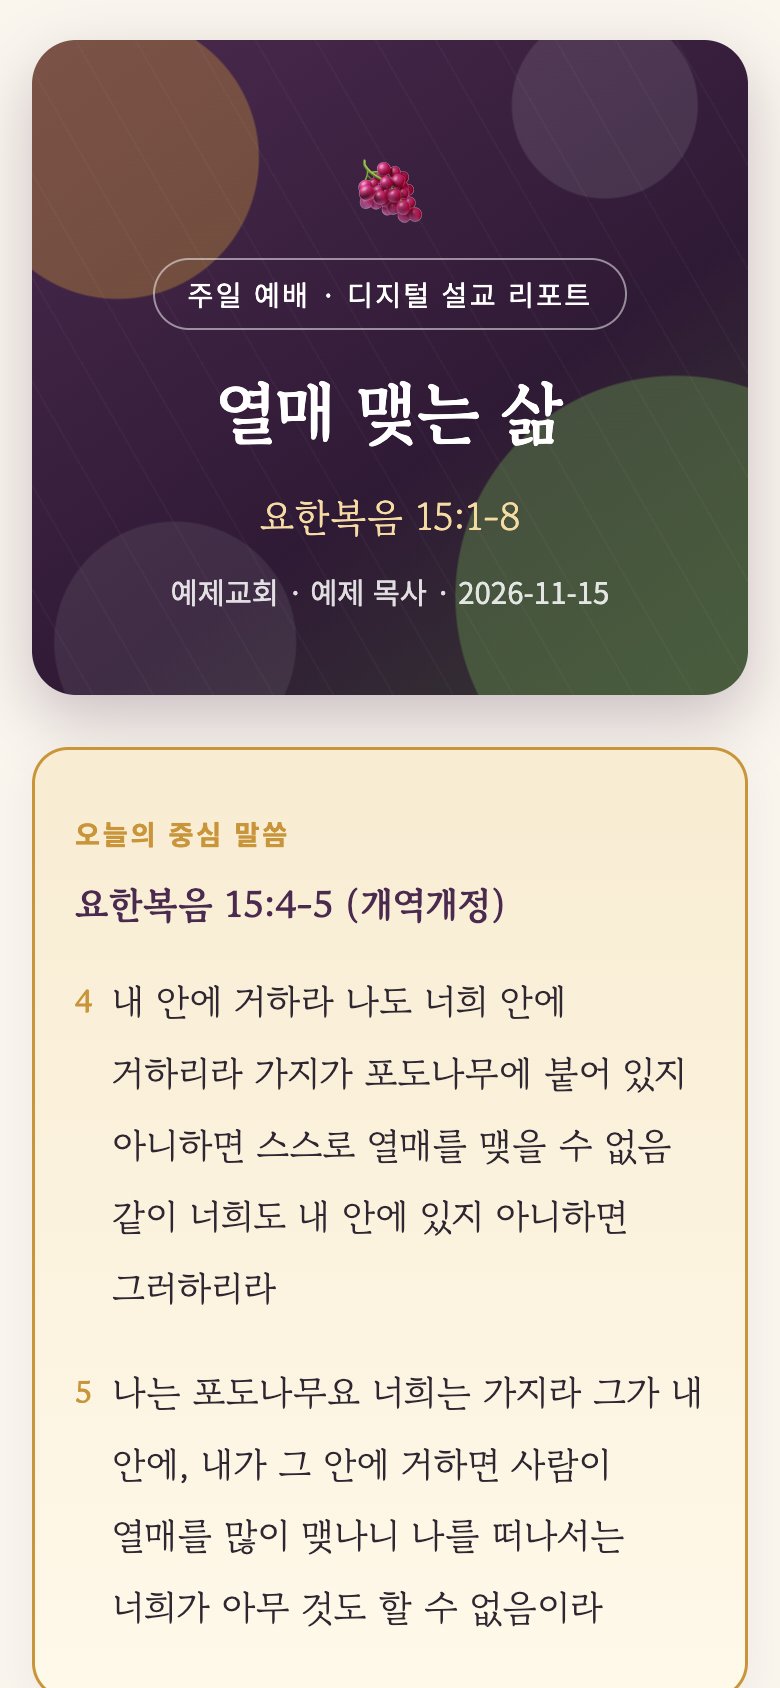 주일 예배 · 디지털 설교 리포트
열매 맺는 삶
요한복음 15:1-8
예제교회 · 예제 목사 · 2026-11-15
오늘의 중심 말씀
요한복음 15:4-5 (개역개정)
4 내 안에 거하라 나도 너희 안에
거하리라 가지가 포도나무에 붙어 있지
아니하면 스스로 열매를 맺을 수 없음
같이 너희도 내 안에 있지 아니하면
그러하리라
5 나는 포도나무요 너희는 가지라 그가 내
안에, 내가 그 안에 거하면 사람이
열매를 많이 맺나니 나를 떠나서는
너희가 아무 것도 할 수 없음이라